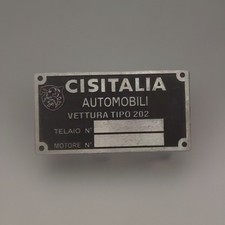 CISITALIA
AUTOMOBILI
VETTURA TIPO 202
TELAIO N°
MOTORE N°